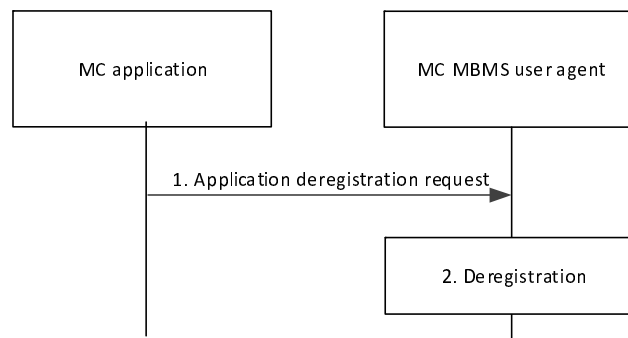 MC application
MC MBMS user agent
1. Application deregistration request
2. Deregistration